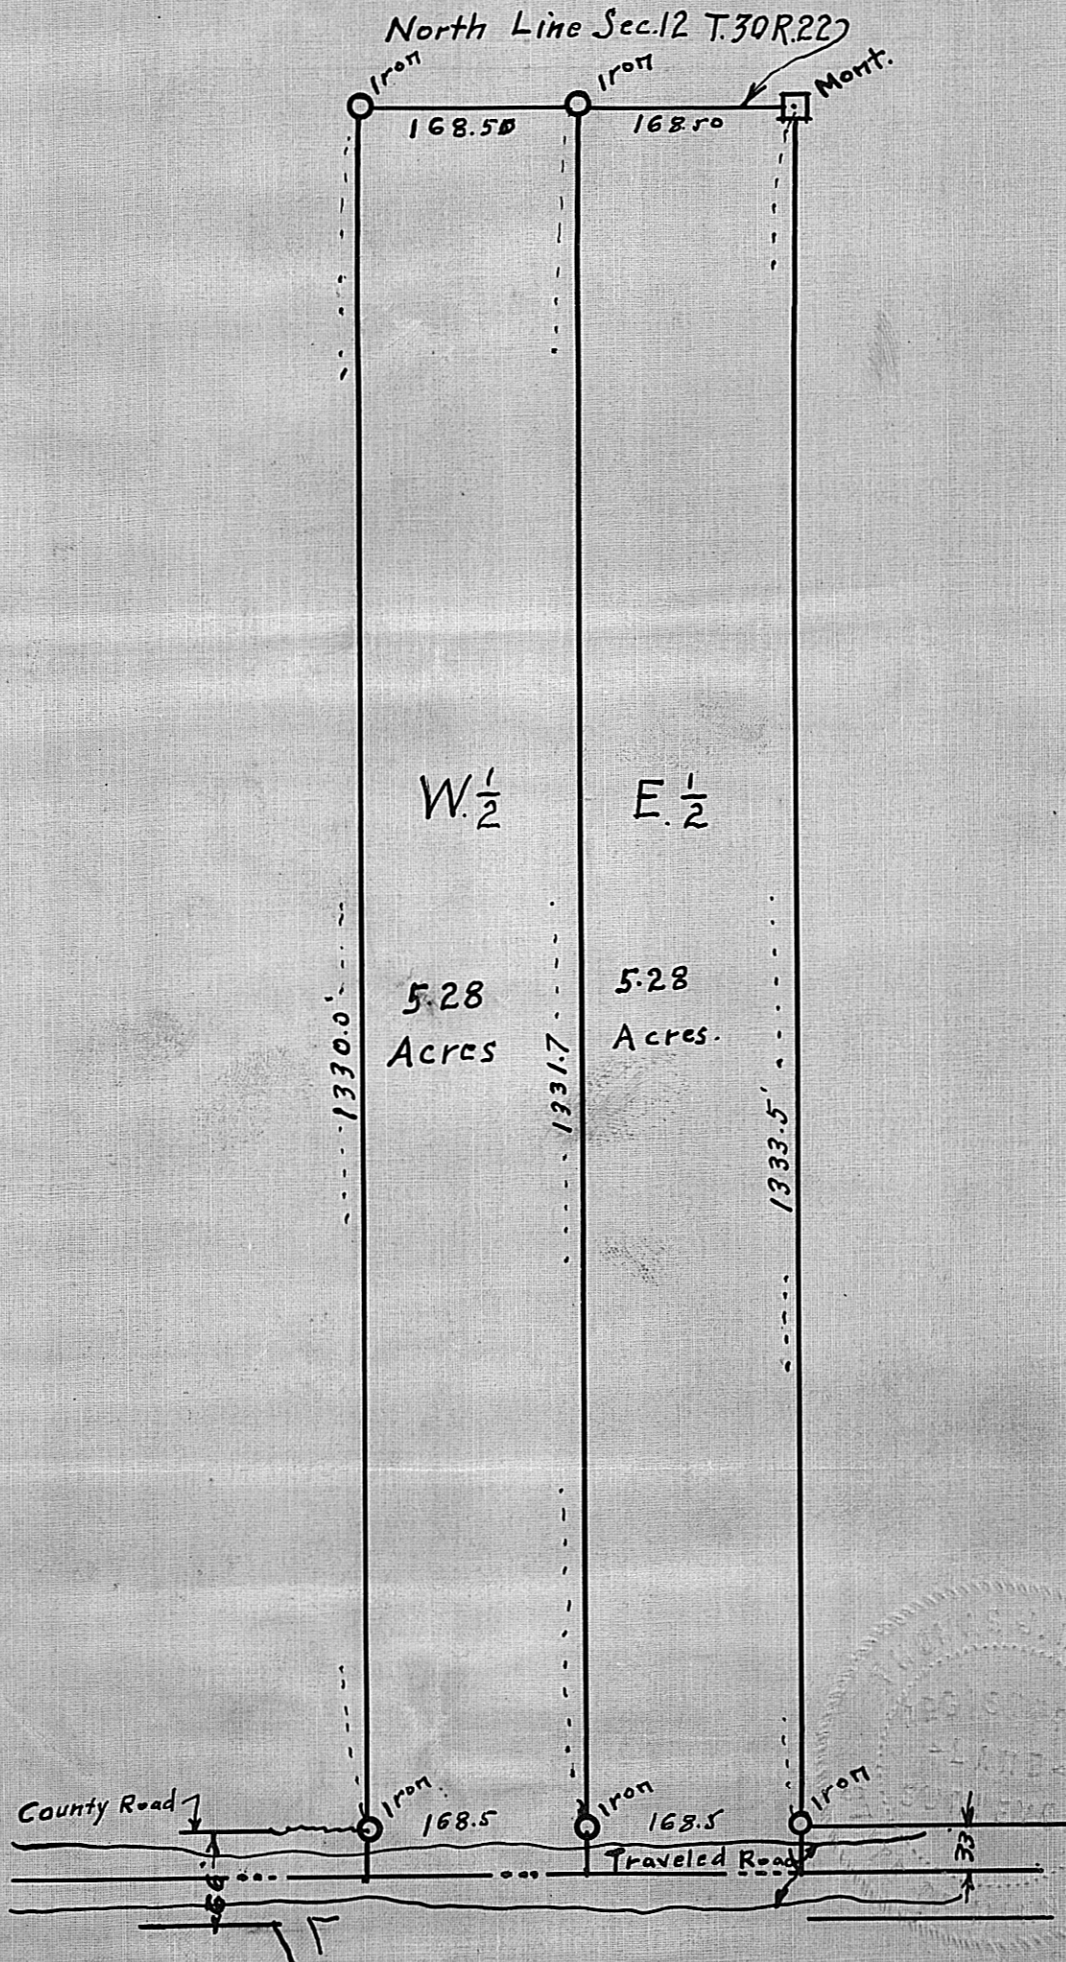 North Line Sec.12 T.30R.22
Iron
Iron
Mont.
168.50
168.50
W. 1/2
E. 1/2
5.28
Acres
5.28
Acres.
1330.0'
1331.7
1333.5'
County Road
Iron.
168.5
Iron
168.5
Iron
Traveled Road
66'
33